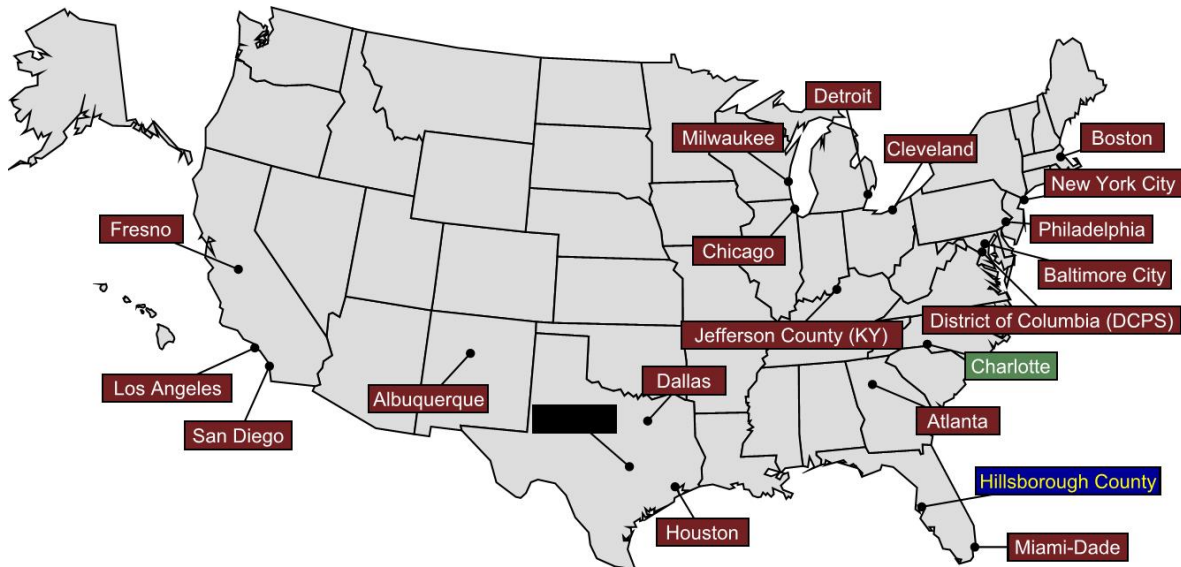 Detroit
Milwaukee
Cleveland
Boston
New York City
Fresno
Chicago
Philadelphia
Baltimore City
District of Columbia (DCPS)
Jefferson County (KY)
Charlotte
Los Angeles
Albuquerque
Dallas
San Diego
Atlanta
Hillsborough County
Houston
Miami-Dade